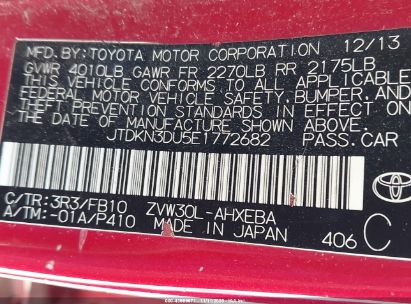 MFD.BY:TOYOTA MOTOR CORPORATION 12/13
GVWR 4010LB GAWR FR 2270LB RR 2175LB
THIS VEHICLE CONFORMS TO ALL APPLICABLE
FEDERAL MOTOR VEHICLE SAFETY,BUMPER,AND
THEFT PREVENTION STANDARDS IN EFFECT ON
THE DATE OF MANUFACTURE SHOWN ABOVE.
JTDKN3DU5E1772682 PASS.CAR
C/TR:3R3/FB10 ZVW30L-AHXEBA
A/TM:-01A/P410 MADE IN JAPAN
TOYOTA
406 C